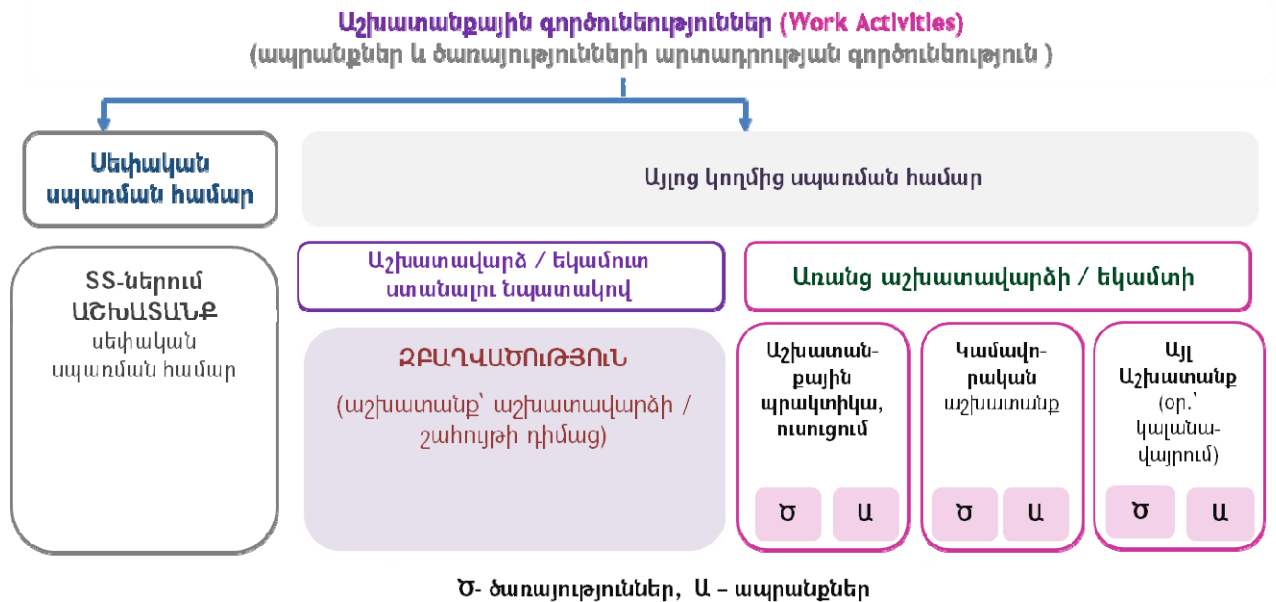 Աշխատանքային գործունեություններ (Work Activities)
(ապրանքներ և ծառայությունների արտադրության գործունեություն )
Սեփական
սպառման համար
Այլոց կողմից սպառման համար
ՏՏ-ներում
ԱՇԽԱՏԱՆՔ
սեփական
սպառման համար
Աշխատավարձ / եկամուտ
ստանալու նպատակով
Առանց աշխատավարձի / եկամտի
ԶԲԱՂՎԱԾՈւԹՅՈւՆ
(աշխատանք՝ աշխատավարձի /
շահույթի դիմաց)
Աշխատան-
քային
պրակտիկա,
ուսուցում
Ծ Ա
Կամավո-
րական
աշխատանք
Ծ Ա
Այլ
Աշխատանք
(օր.՝
կալանա-
վայրում)
Ծ Ա
Ծ- ծառայություններ, Ա – ապրանքներ